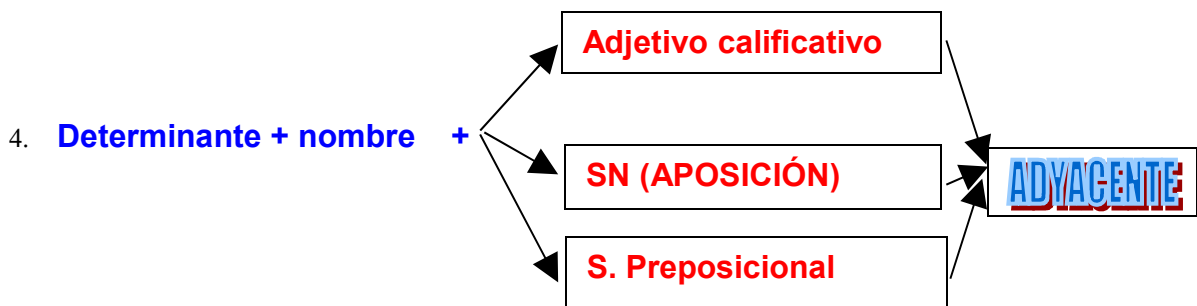 Adjetivo calificativo
4. Determinante + nombre +
SN (APOSICIÓN)
ADYACENTE
S. Preposicional